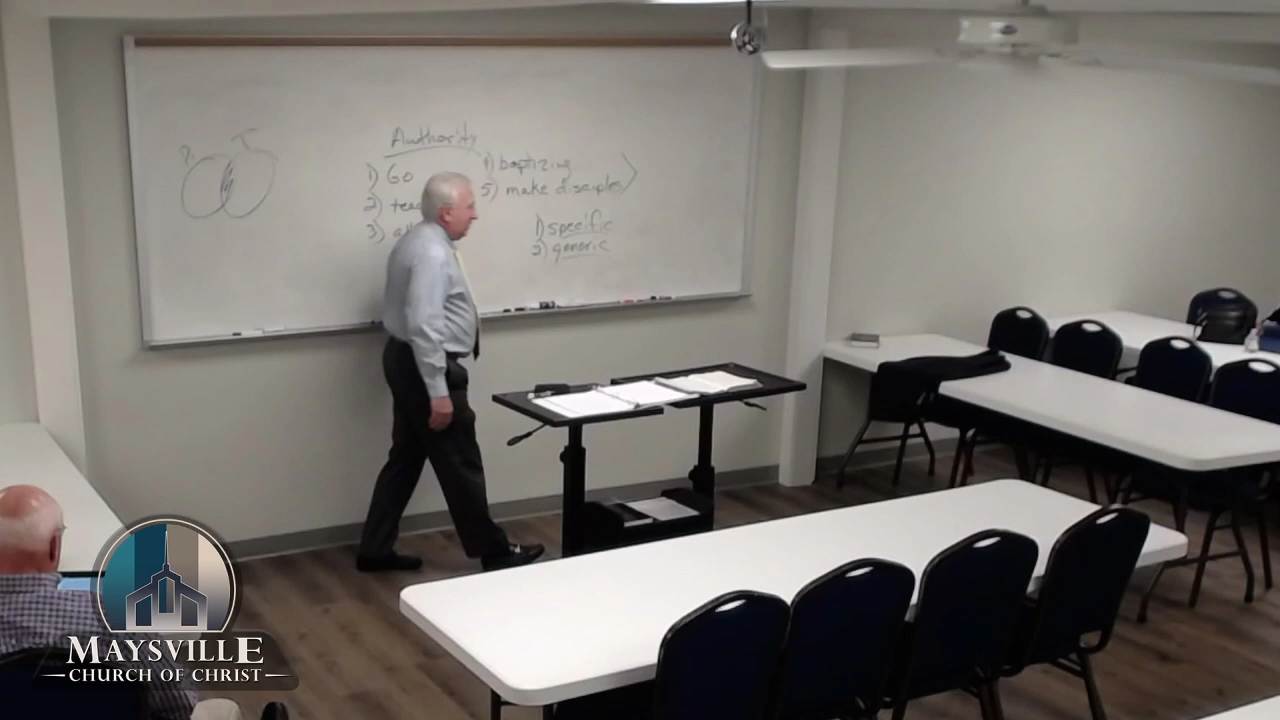 Authority
1) Go
2) tea
3) al
4) baptizing
5) make disciples
1) specific
2) generic
MAYSVILLE
CHURCH OF CHRIST